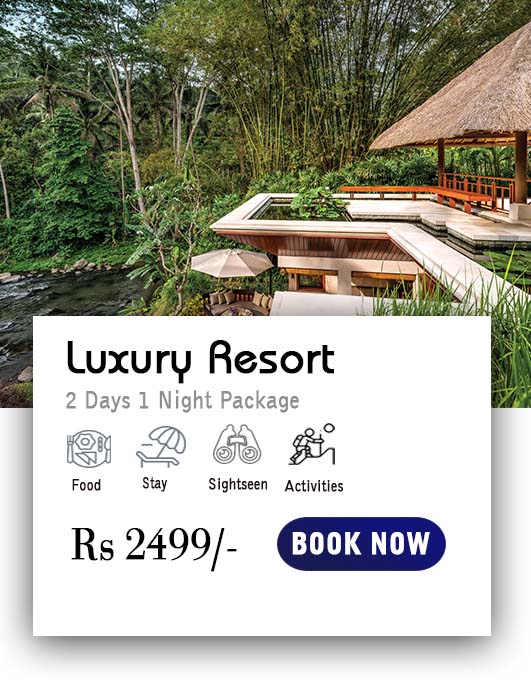 Luxury Resort
2 Days 1 Night Package
Food Stay Sightseen Activities
Rs 2499/- BOOK NOW